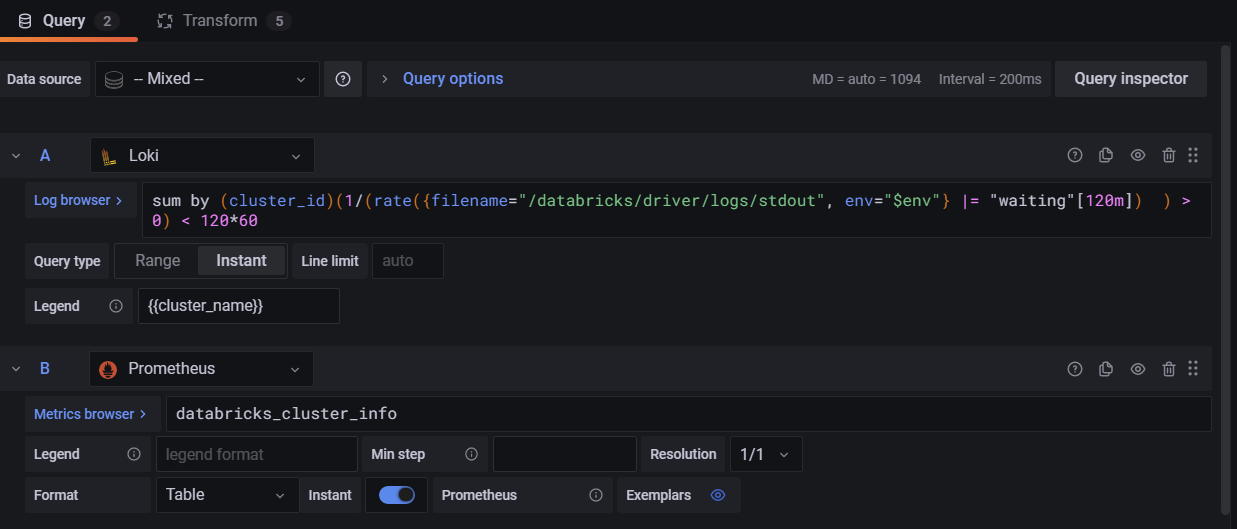 Query 2 Transform 5
Data source -- Mixed -- Query options MD = auto = 1094 Interval = 200ms Query inspector
A Loki
Log browser > sum by (cluster_id)(1/(rate({filename="/databricks/driver/logs/stdout", env="$env"} |= "waiting"[120m])  ) >
0) < 120*60
Query type Range Instant Line limit auto
Legend {{cluster_name}}
B Prometheus
Metrics browser > databricks_cluster_info
Legend legend format Min step Resolution 1/1
Format Table Instant Prometheus Exemplars